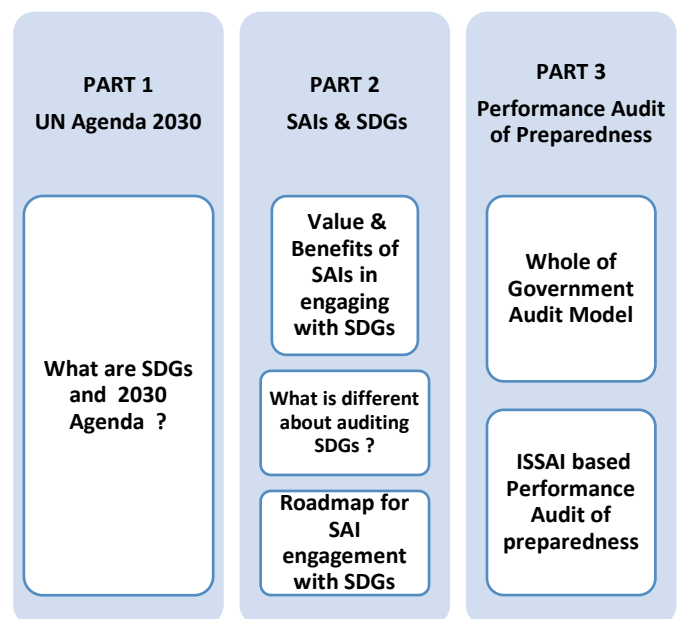 PART 1
UN Agenda 2030
What are SDGs
and 2030
Agenda ?
PART 2
SAIs & SDGs
Value &
Benefits of
SAIs in
engaging
with SDGs
What is different
about auditing
SDGs ?
Roadmap for
SAI
engagement
with SDGs
PART 3
Performance Audit
of Preparedness
Whole of
Government
Audit Model
ISSAI based
Performance
Audit of
preparedness